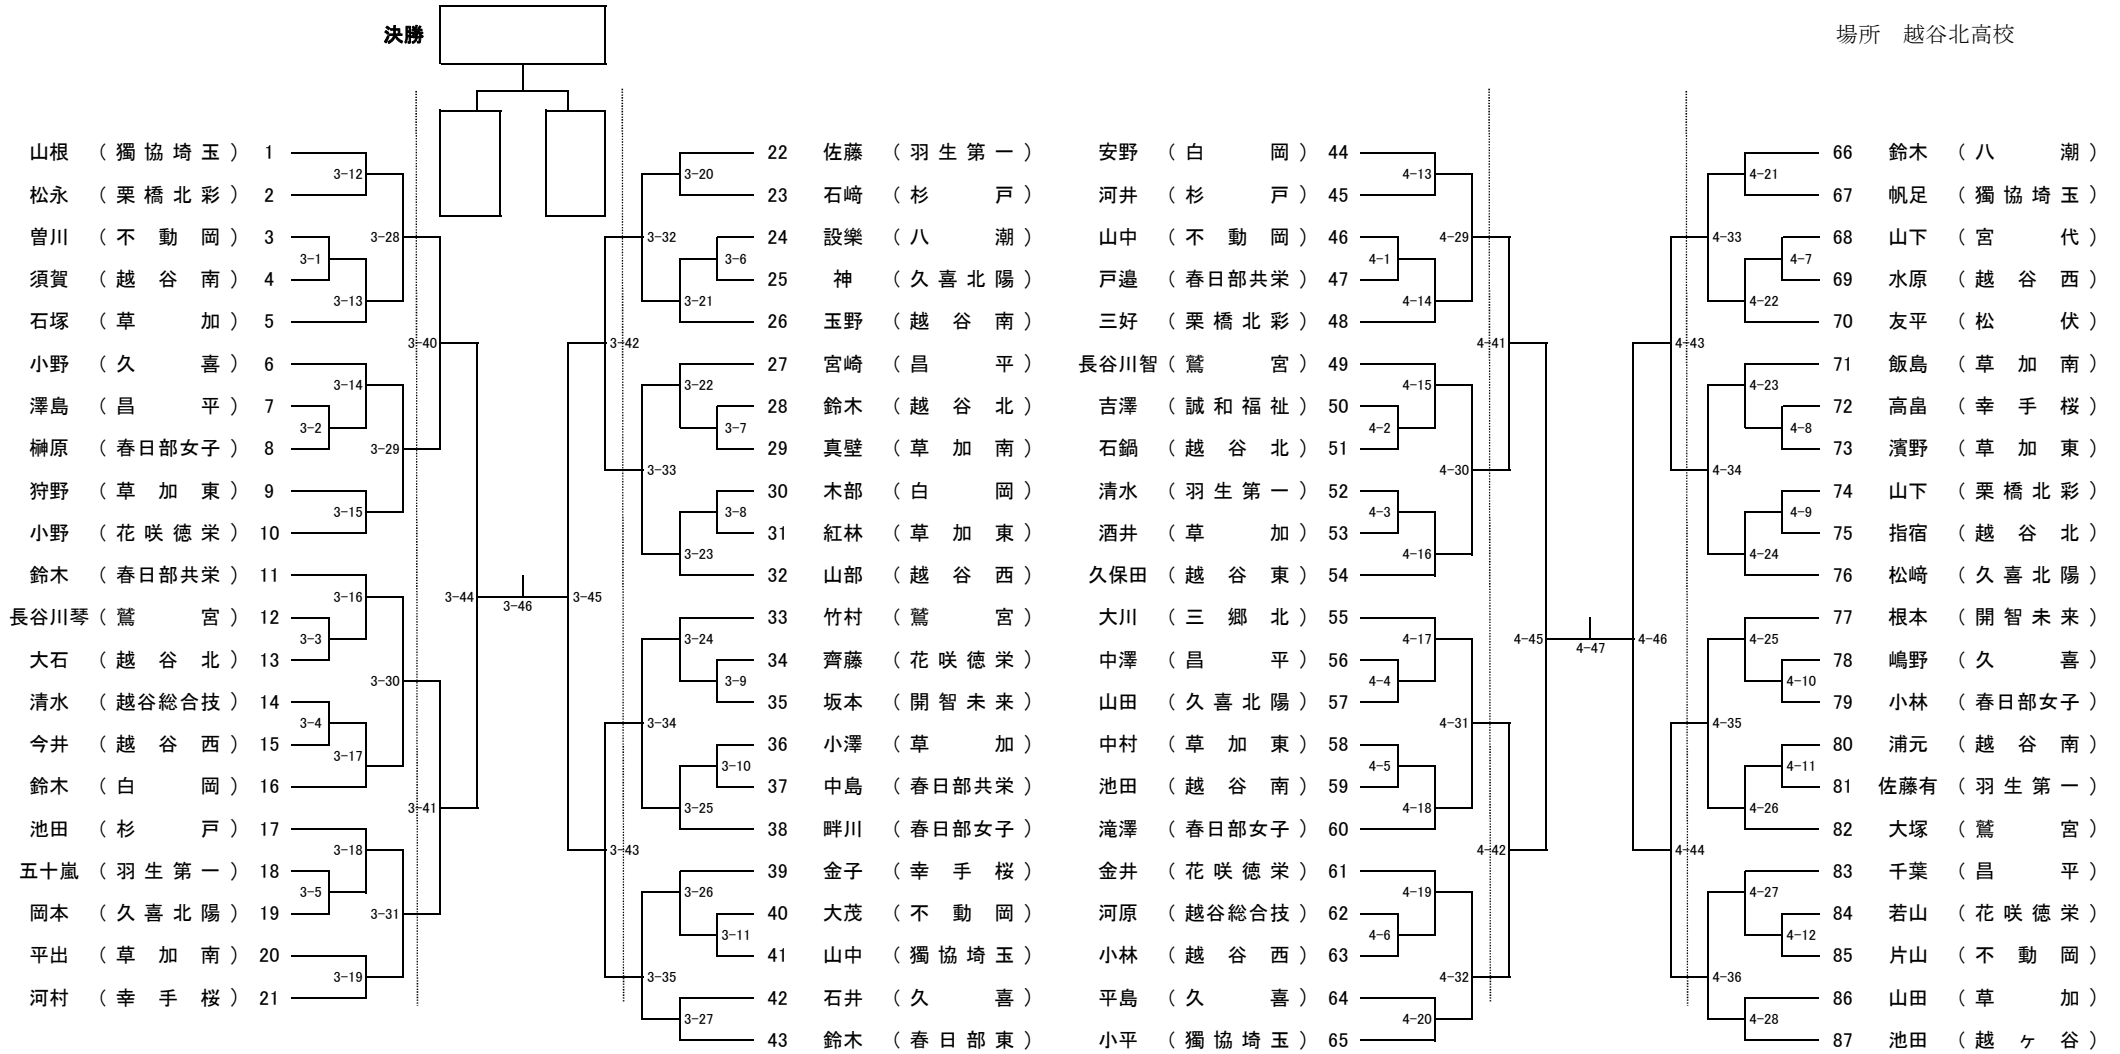 決勝
場所　越谷北高校
山根 （獨協埼玉） 1
松永 （栗橋北彩） 2
曽川 （不動岡） 3
須賀 （越谷南） 4
石塚 （草加） 5
小野 （久喜） 6
澤島 （昌平） 7
榊原 （春日部女子） 8
狩野 （草加東） 9
小野 （花咲徳栄） 10
鈴木 （春日部共栄） 11
長谷川琴 （鷲宮） 12
大石 （越谷北） 13
清水 （越谷総合技） 14
今井 （越谷西） 15
鈴木 （白岡） 16
池田 （杉戸） 17
五十嵐 （羽生第一） 18
岡本 （久喜北陽） 19
平出 （草加南） 20
河村 （幸手桜） 21
3-1
3-2
3-3
3-4
3-5
3-12
3-13
3-14
3-15
3-16
3-17
3-18
3-19
3-28
3-29
3-30
3-31
3-40
3-41
3-44
3-46
3-45
3-42
3-43
3-32
3-33
3-34
3-35
3-20
3-21
3-22
3-23
3-24
3-25
3-26
3-27
3-6
3-7
3-8
3-9
3-10
3-11
22 佐藤 （羽生第一）
23 石﨑 （杉戸）
24 設樂 （八潮）
25 神 （久喜北陽）
26 玉野 （越谷南）
27 宮崎 （昌平）
28 鈴木 （越谷北）
29 真壁 （草加南）
30 木部 （白岡）
31 紅林 （草加東）
32 山部 （越谷西）
33 竹村 （鷲宮）
34 齊藤 （花咲徳栄）
35 坂本 （開智未来）
36 小澤 （草加）
37 中島 （春日部共栄）
38 畔川 （春日部女子）
39 金子 （幸手桜）
40 大茂 （不動岡）
41 山中 （獨協埼玉）
42 石井 （久喜）
43 鈴木 （春日部東）
安野 （白岡） 44
河井 （杉戸） 45
山中 （不動岡） 46
戸邉 （春日部共栄） 47
三好 （栗橋北彩） 48
長谷川智 （鷲宮） 49
吉澤 （誠和福祉） 50
石鍋 （越谷北） 51
清水 （羽生第一） 52
酒井 （草加） 53
久保田 （越谷東） 54
大川 （三郷北） 55
中澤 （昌平） 56
山田 （久喜北陽） 57
中村 （草加東） 58
池田 （越谷南） 59
滝澤 （春日部女子） 60
金井 （花咲徳栄） 61
河原 （越谷総合技） 62
小林 （越谷西） 63
平島 （久喜） 64
小平 （獨協埼玉） 65
4-1
4-2
4-3
4-4
4-5
4-6
4-13
4-14
4-15
4-16
4-17
4-18
4-19
4-20
4-29
4-30
4-31
4-32
4-41
4-42
4-45
4-47
4-46
4-43
4-44
4-33
4-34
4-35
4-36
4-21
4-22
4-23
4-24
4-25
4-26
4-27
4-28
4-7
4-8
4-9
4-10
4-11
4-12
66 鈴木 （八潮）
67 帆足 （獨協埼玉）
68 山下 （宮代）
69 水原 （越谷西）
70 友平 （松伏）
71 飯島 （草加南）
72 高畠 （幸手桜）
73 濱野 （草加東）
74 山下 （栗橋北彩）
75 指宿 （越谷北）
76 松﨑 （久喜北陽）
77 根本 （開智未来）
78 嶋野 （久喜）
79 小林 （春日部女子）
80 浦元 （越谷南）
81 佐藤有 （羽生第一）
82 大塚 （鷲宮）
83 千葉 （昌平）
84 若山 （花咲徳栄）
85 片山 （不動岡）
86 山田 （草加）
87 池田 （越ヶ谷）